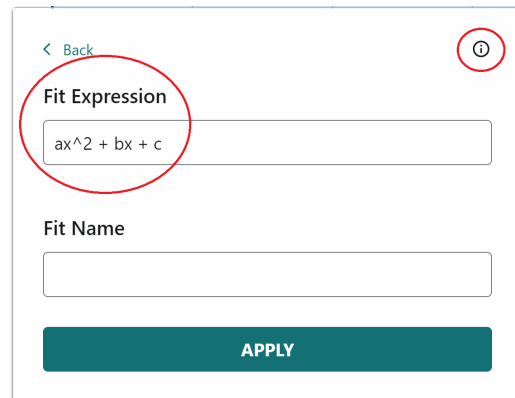 Back
Fit Expression
ax^2 + bx + c
Fit Name
APPLY